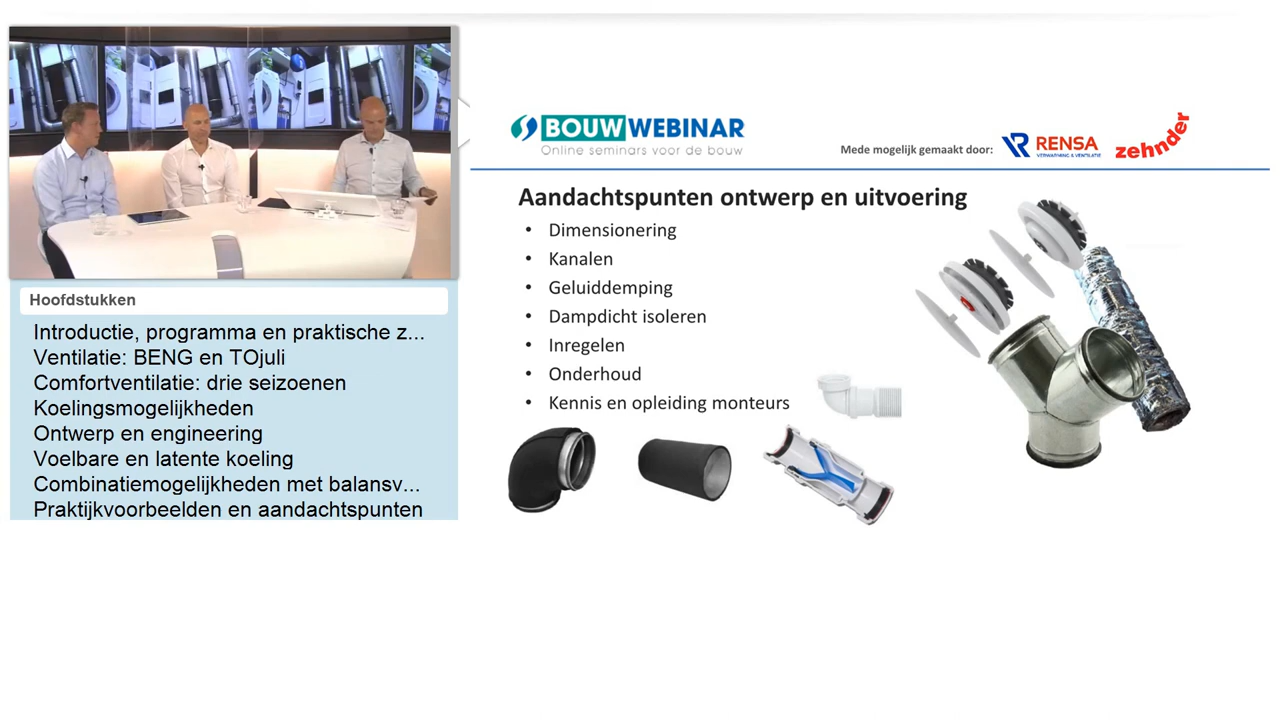 BOUWWEBINAR
Online seminars voor de bouw
Mede mogelijk gemaakt door:
RENSA
VERWARMING & VENTILATIE
zehnder
Aandachtspunten ontwerp en uitvoering
• Dimensionering
• Kanalen
• Geluiddemping
• Dampdicht isoleren
• Inregelen
• Onderhoud
• Kennis en opleiding monteurs
Hoofdstukken
Introductie, programma en praktische z...
Ventilatie: BENG en TOjuli
Comfortventilatie: drie seizoenen
Koelingsmogelijkheden
Ontwerp en engineering
Voelbare en latente koeling
Combinatiemogelijkheden met balansv...
Praktijkvoorbeelden en aandachtspunten